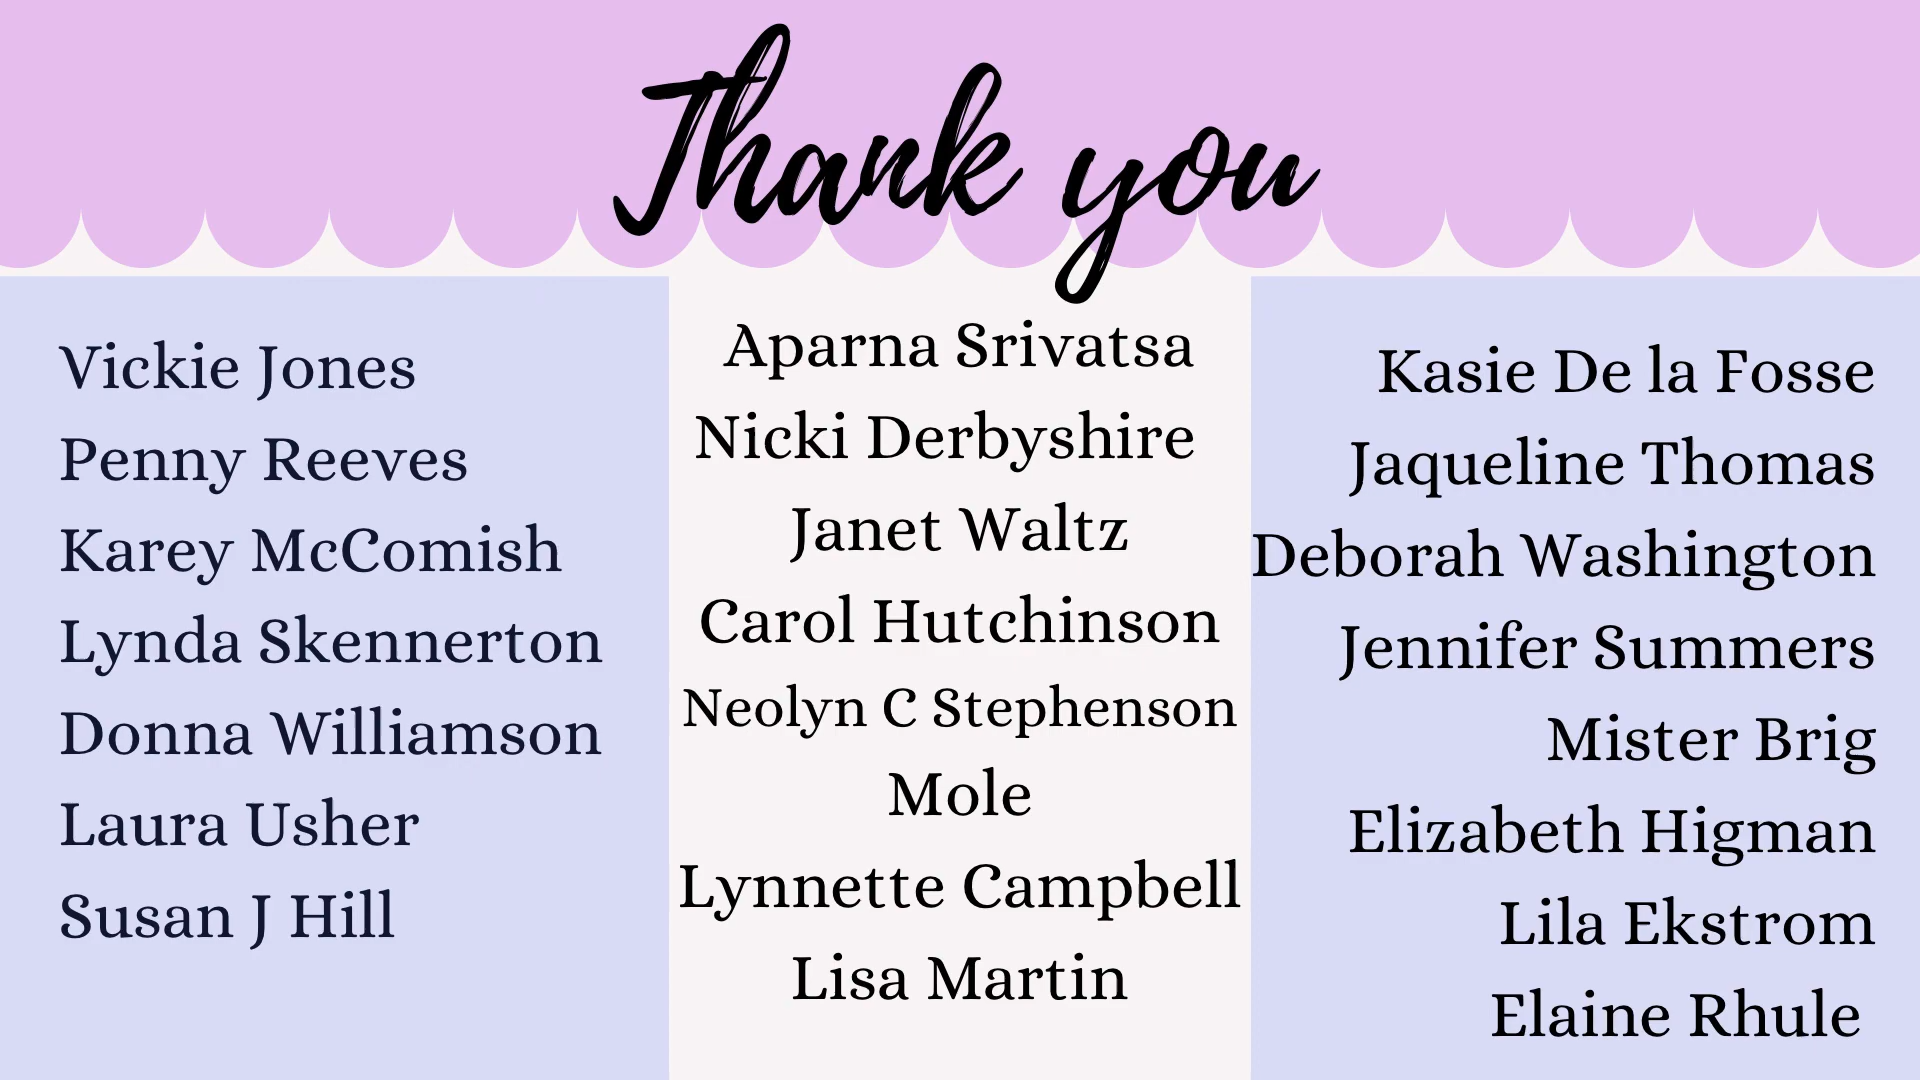 Thank you
Vickie Jones
Penny Reeves
Karey McComish
Lynda Skennerton
Donna Williamson
Laura Usher
Susan J Hill
Aparna Srivatsa
Nicki Derbyshire
Janet Waltz
Carol Hutchinson
Neolyn C Stephenson
Mole
Lynnette Campbell
Lisa Martin
Kasie De la Fosse
Jaqueline Thomas
Deborah Washington
Jennifer Summers
Mister Brig
Elizabeth Higman
Lila Ekstrom
Elaine Rhule